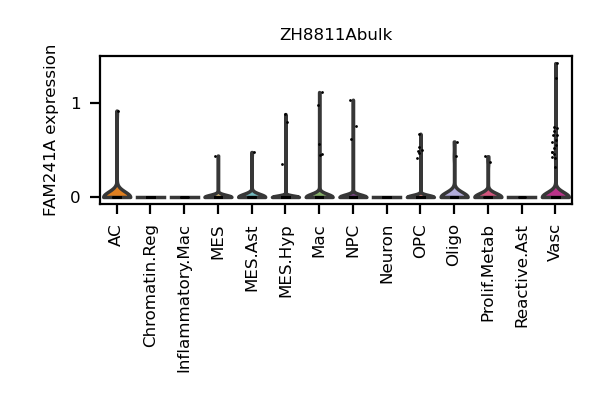 ZH8811Abulk
FAM241A expression
1
0
AC
Chromatin.Reg
Inflammatory.Mac
MES
MES.Ast
MES.Hyp
Mac
NPC
Neuron
OPC
Oligo
Prolif.Metab
Reactive.Ast
Vasc